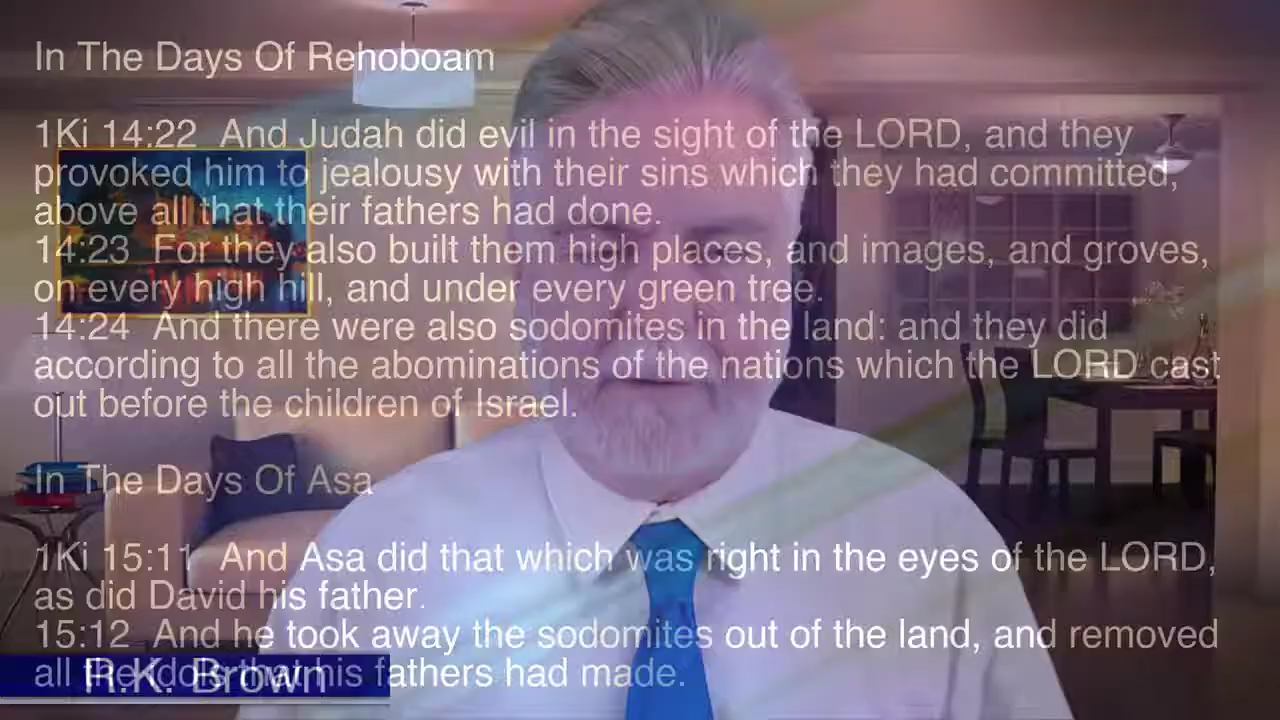 In The Days Of Rehoboam
1Ki 14:22 And Judah did evil in the sight of the LORD, and they
provoked him to jealousy with their sins which they had committed,
above all that their fathers had done.
14:23 For they also built them high places, and images, and groves,
on every high hill, and under every green tree.
14:24 And there were also sodomites in the land: and they did
according to all the abominations of the nations which the LORD cast
out before the children of Israel.
In The Days Of Asa
1Ki 15:11 And Asa did that which was right in the eyes of the LORD,
as did David his father.
15:12 And he took away the sodomites out of the land, and removed
all the idols that his fathers had made.
R.K. Brown